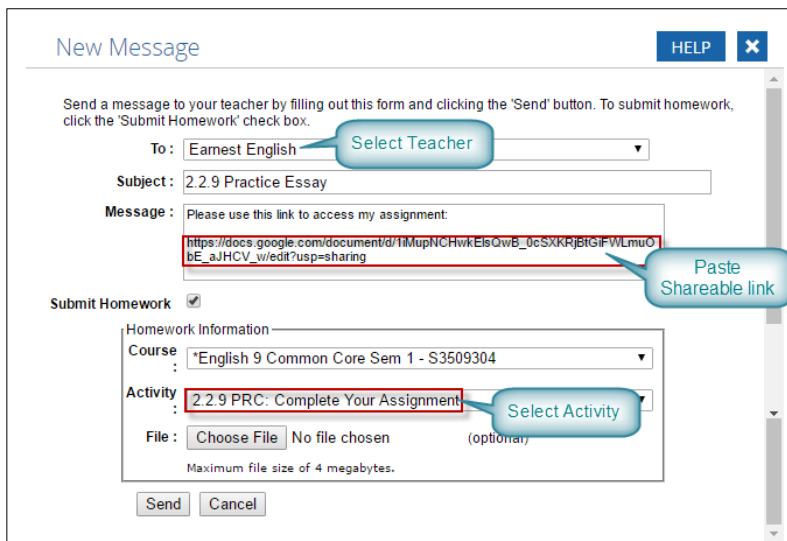 New Message
HELP
Send a message to your teacher by filling out this form and clicking the 'Send' button. To submit homework,
click the 'Submit Homework' check box.
To : Earnest English
Select Teacher
Subject : 2.2.9 Practice Essay
Message : Please use this link to access my assignment:
https://docs.google.com/document/d/1iMupNCHwkElsQwB_0cSXKRjBtGiFWLmuO
bE_aJHCV_w/edit?usp=sharing
Paste
Shareable link
Submit Homework
Homework Information
Course : *English 9 Common Core Sem 1 - S3509304
Activity : 2.2.9 PRC: Complete Your Assignment
Select Activity
File : Choose File No file chosen (optional)
Maximum file size of 4 megabytes.
Send Cancel